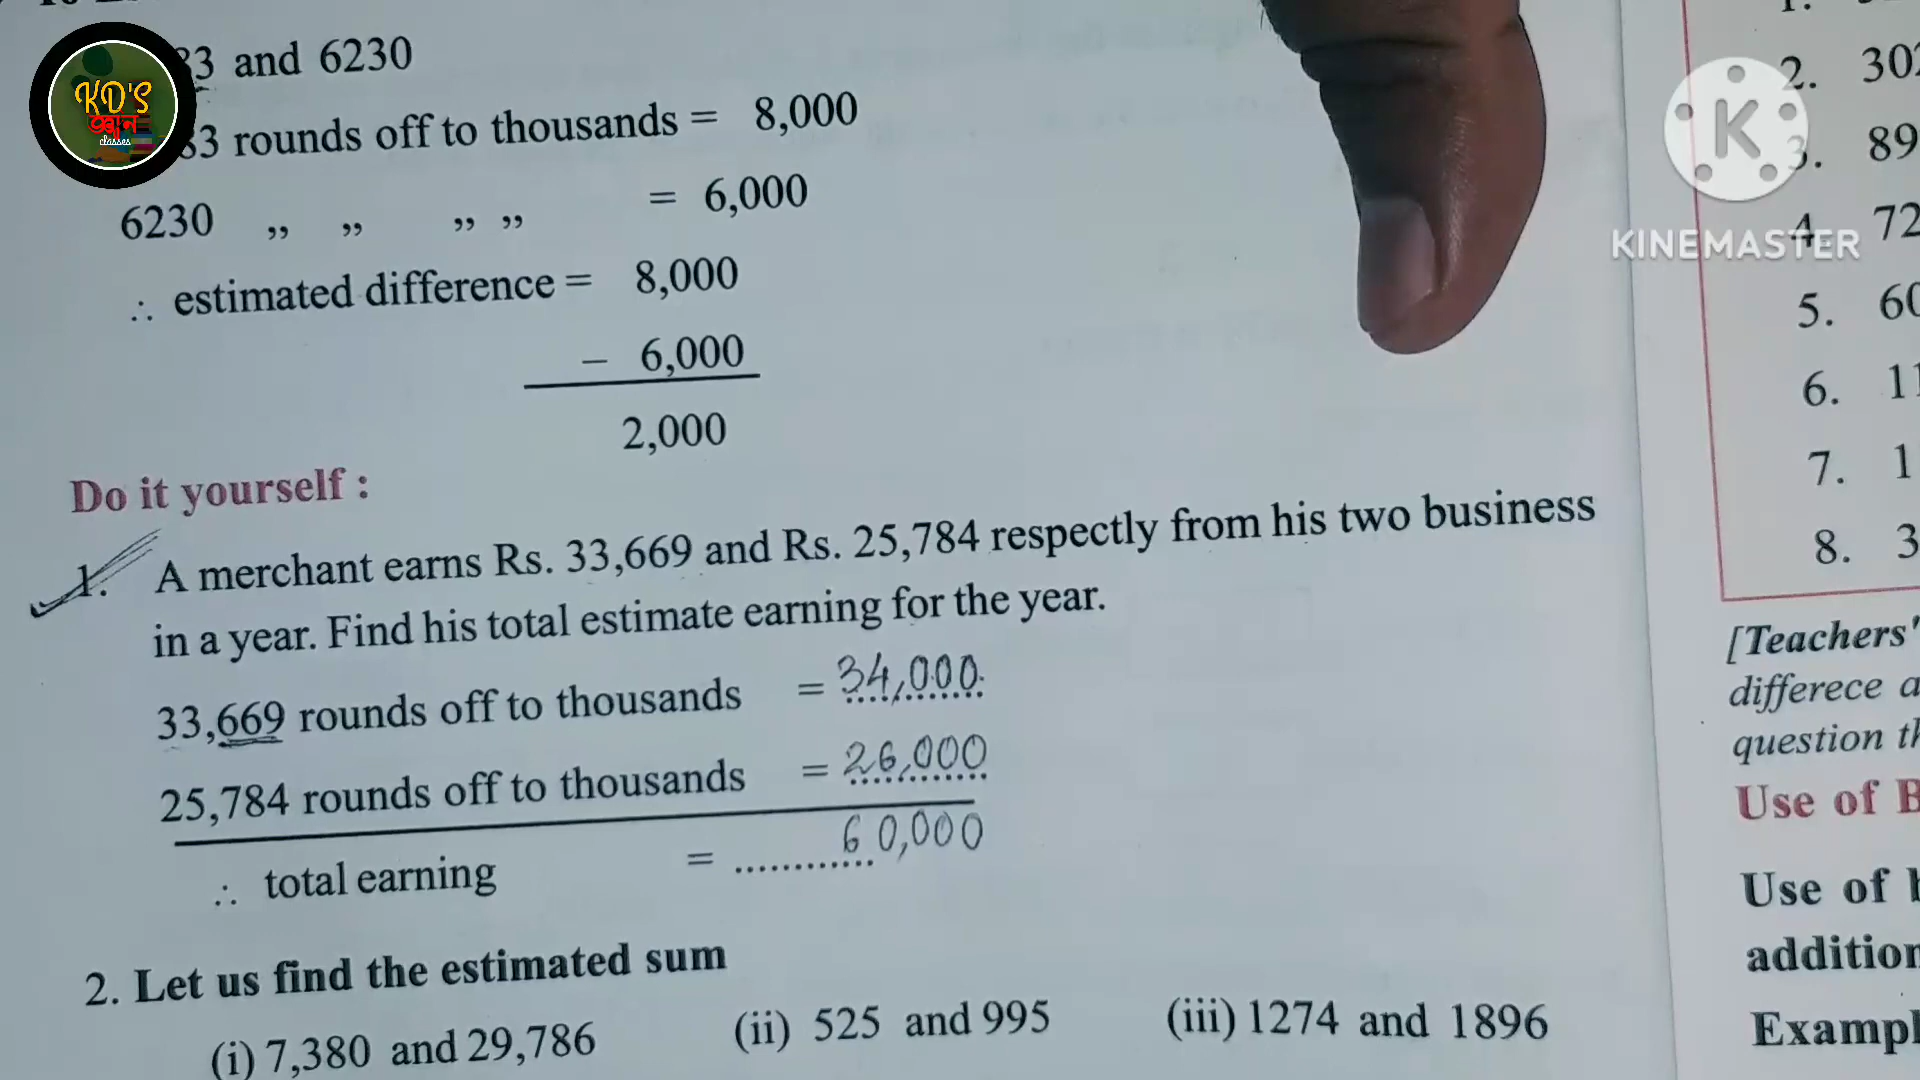 KD'S
জ্ঞান
classes
3 and 6230
83 rounds off to thousands = 8,000
6230 ,, ,, ,, ,, = 6,000
∴ estimated difference = 8,000
– 6,000
2,000
Do it yourself :
1. A merchant earns Rs. 33,669 and Rs. 25,784 respectly from his two business
in a year. Find his total estimate earning for the year.
33,669 rounds off to thousands = 34,000
25,784 rounds off to thousands = 26,000
∴ total earning = ............ 60,000
2. Let us find the estimated sum
(i) 7,380 and 29,786 (ii) 525 and 995 (iii) 1274 and 1896
K
KINEMASTER
1.
2. 30
3. 89
4. 72
5. 60
6. 11
7. 1
8. 3
[Teachers'
differece a
question th
Use of B
Use of
addition
Exampl